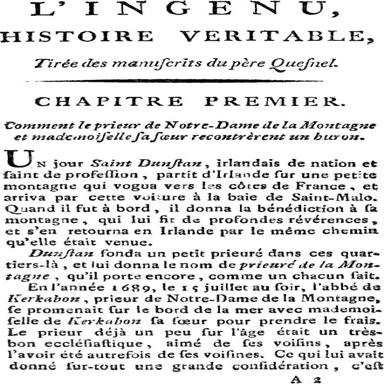 L'INGENU,
HISTOIRE VERITABLE,
Tirée des manuſcrits du père Queſnel.
CHAPITRE PREMIER.
Comment le prieur de Notre-Dame de la Montagne
et mademoiſelle ſa ſœur recontrèrent un huron.
UN jour Saint Dunſtan, irlandais de nation et
ſaint de profeſſion, partit d'Irlande ſur une petite
montagne qui vogua vers les côtes de France, et
arriva par cette voiture à la baie de Saint-Malo.
Quand il fut à bord, il donna la bénédiction à ſa
montagne, qui lui fit de profondes révérences,
et s'en retourna en Irlande par le même chemin
qu'elle était venue.
Dunſtan fonda un petit prieuré dans ces quar-
tiers-là, et lui donna le nom de prieuré de la Mon-
tagne, qu'il porte encore, comme un chacun ſait.
En l'année 1689, le 15 juillet au ſoir, l'abbé de
Kerkabon, prieur de Notre-Dame de la Montagne,
ſe promenait ſur le bord de la mer avec mademoi-
ſelle de Kerkabon ſa ſœur pour prendre le frais.
Le prieur déjà un peu ſur l'âge était un très-
bon eccléſiaſtique, aimé de ſes voiſins, après
l'avoir été autrefois de ſes voiſines. Ce qui lui avait
donné ſur-tout une grande conſidération, c'eſt
A 2